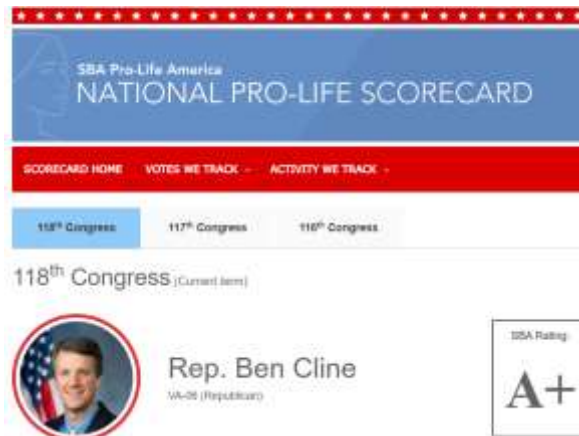 SBA Pro-Life America
NATIONAL PRO-LIFE SCORECARD
SCORECARD HOME VOTES WE TRACK ACTIVITY WE TRACK
118th Congress 117th Congress 116th Congress
118th Congress (Current term)
Rep. Ben Cline
VA-06 (Republican)
SBA Rating:
A+